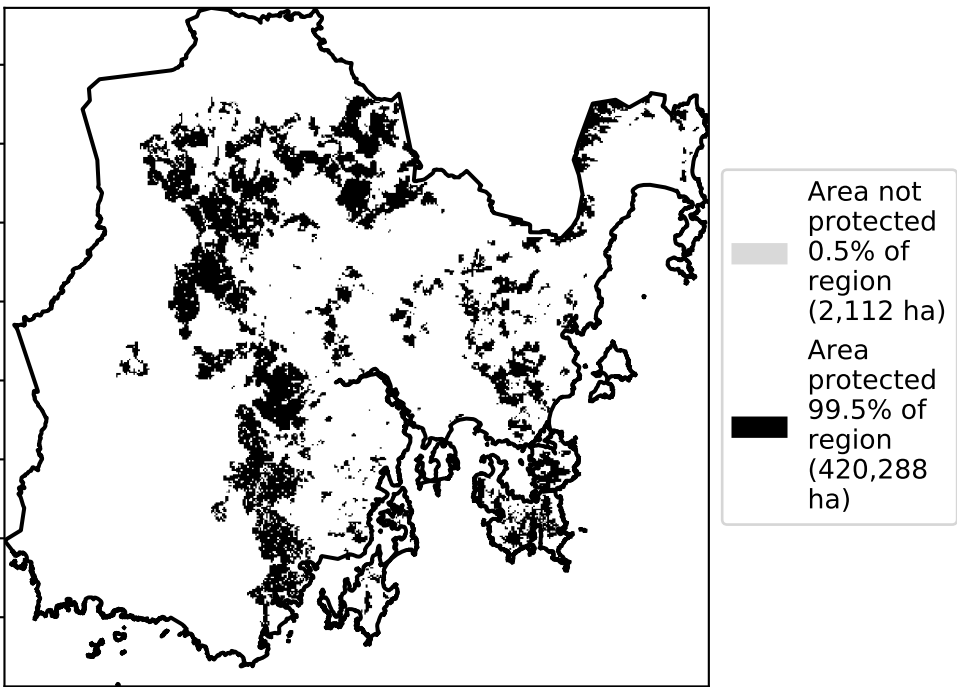 Area not
protected
0.5% of
region
(2,112 ha)
Area
protected
99.5% of
region
(420,288
ha)